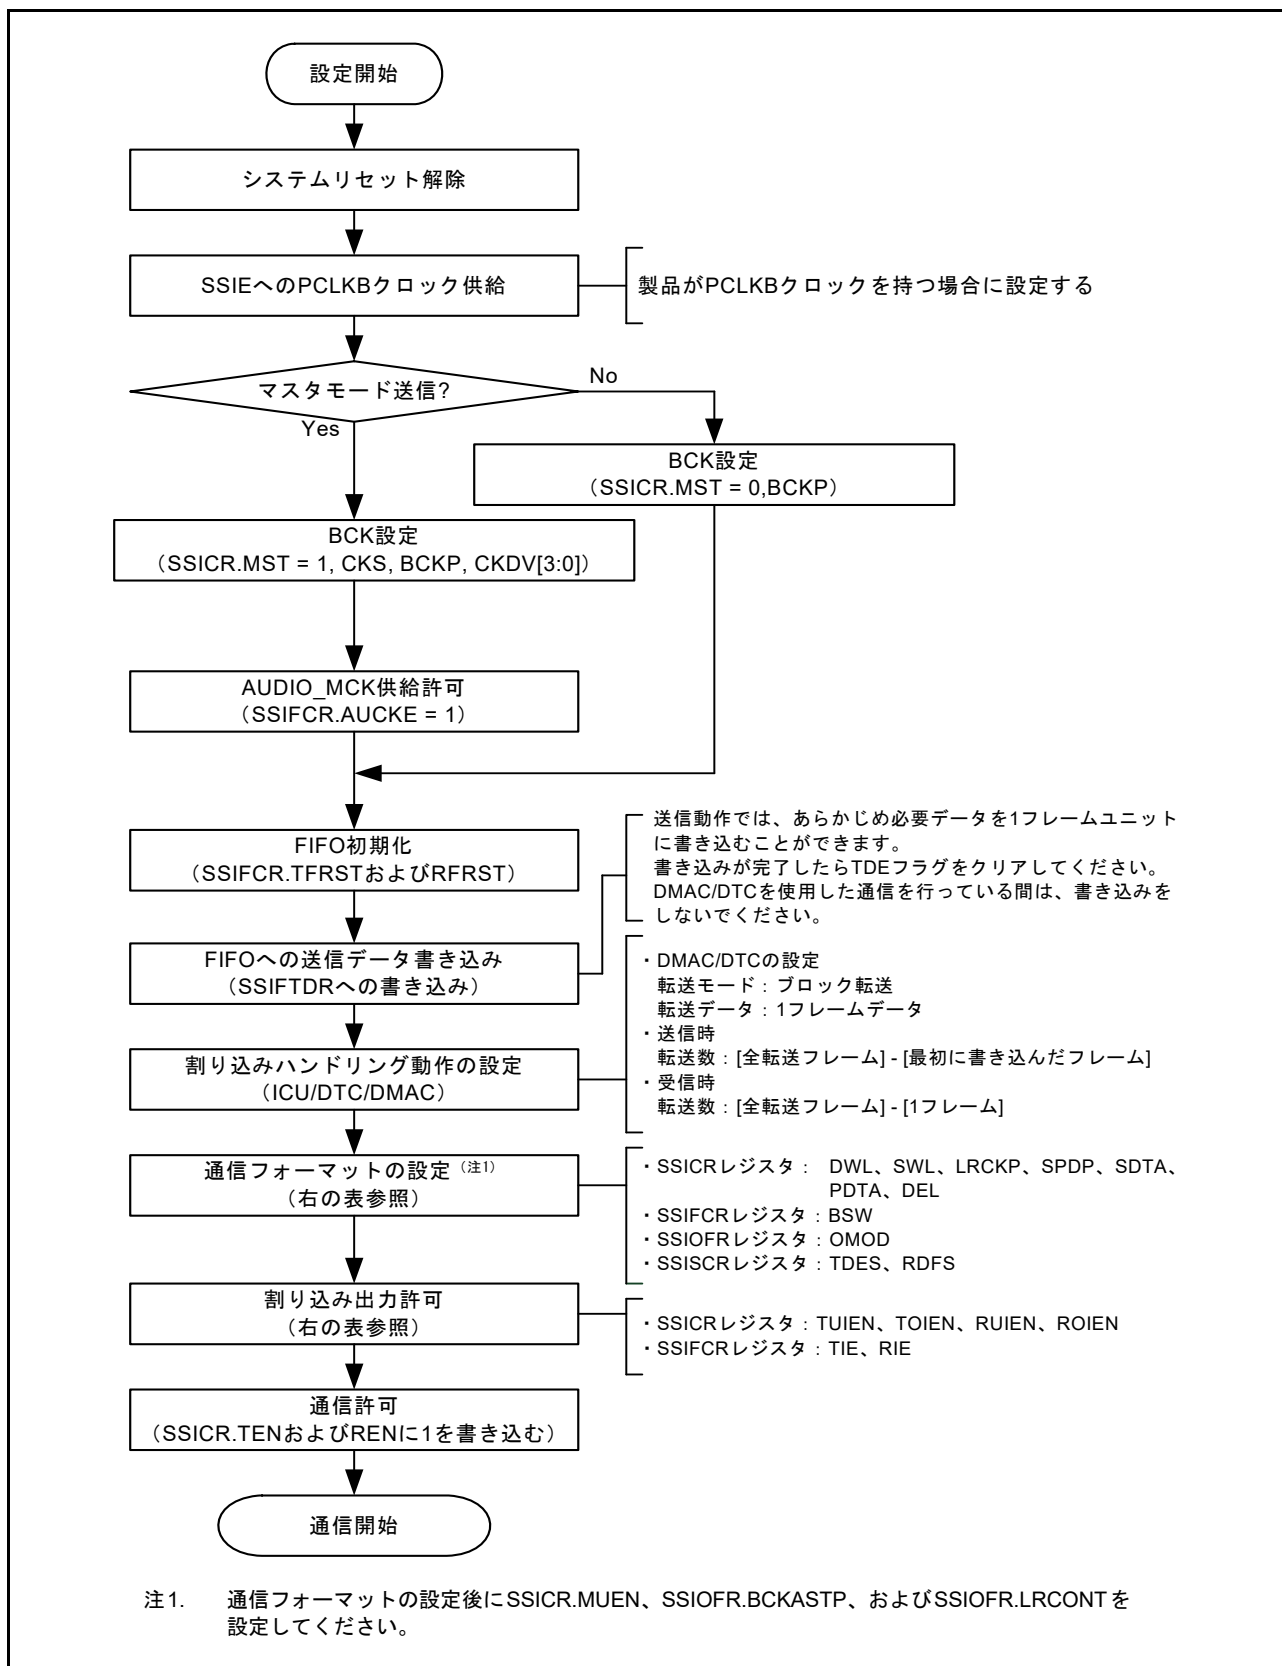 設定開始
システムリセット解除
SSIEへのPCLKBクロック供給
製品がPCLKBクロックを持つ場合に設定する
マスタモード送信?
No
Yes
BCK設定
（SSICR.MST = 0,BCKP）
BCK設定
（SSICR.MST = 1, CKS, BCKP, CKDV[3:0]）
AUDIO_MCK供給許可
（SSIFCR.AUCKE = 1）
FIFO初期化
（SSIFCR.TFRSTおよびRFRST）
送信動作では、あらかじめ必要データを1フレームユニット
に書き込むことができます。
書き込みが完了したらTDEフラグをクリアしてください。
DMAC/DTCを使用した通信を行っている間は、書き込みを
しないでください。
FIFOへの送信データ書き込み
（SSIFTDRへの書き込み）
・DMAC/DTCの設定
転送モード：ブロック転送
転送データ：1フレームデータ
・送信時
転送数：[全転送フレーム] - [最初に書き込んだフレーム]
・受信時
転送数：[全転送フレーム] - [1フレーム]
割り込みハンドリング動作の設定
（ICU/DTC/DMAC）
通信フォーマットの設定（注1）
（右の表参照）
・SSICRレジスタ： DWL、SWL、LRCKP、SPDP、SDTA、
PDTA、DEL
・SSIFCRレジスタ：BSW
・SSIOFRレジスタ：OMOD
・SSISCRレジスタ：TDES、RDFS
割り込み出力許可
（右の表参照）
・SSICRレジスタ：TUIEN、TOIEN、RUIEN、ROIEN
・SSIFCRレジスタ：TIE、RIE
通信許可
（SSICR.TENおよびRENに1を書き込む）
通信開始
注1. 通信フォーマットの設定後にSSICR.MUEN、SSIOFR.BCKASTP、およびSSIOFR.LRCONTを
設定してください。